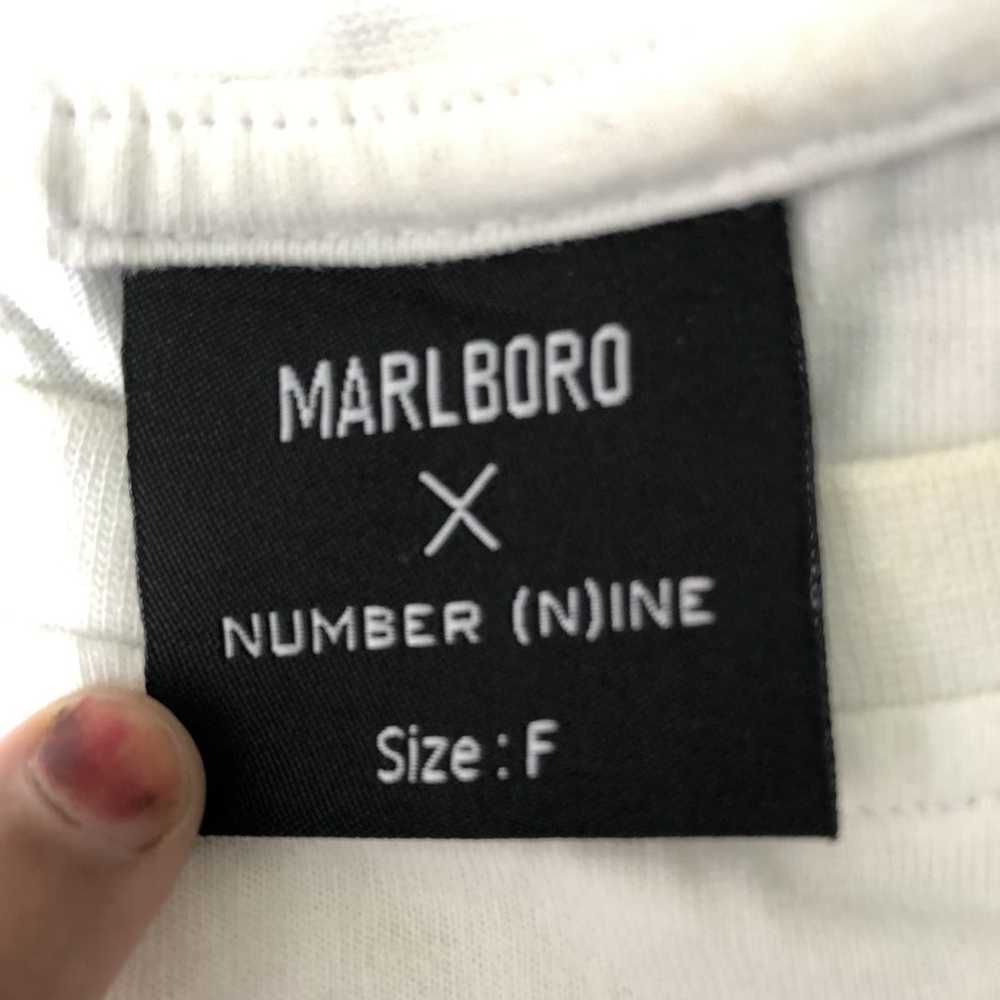 MARLBORO
X
NUMBER (N)INE
Size : F